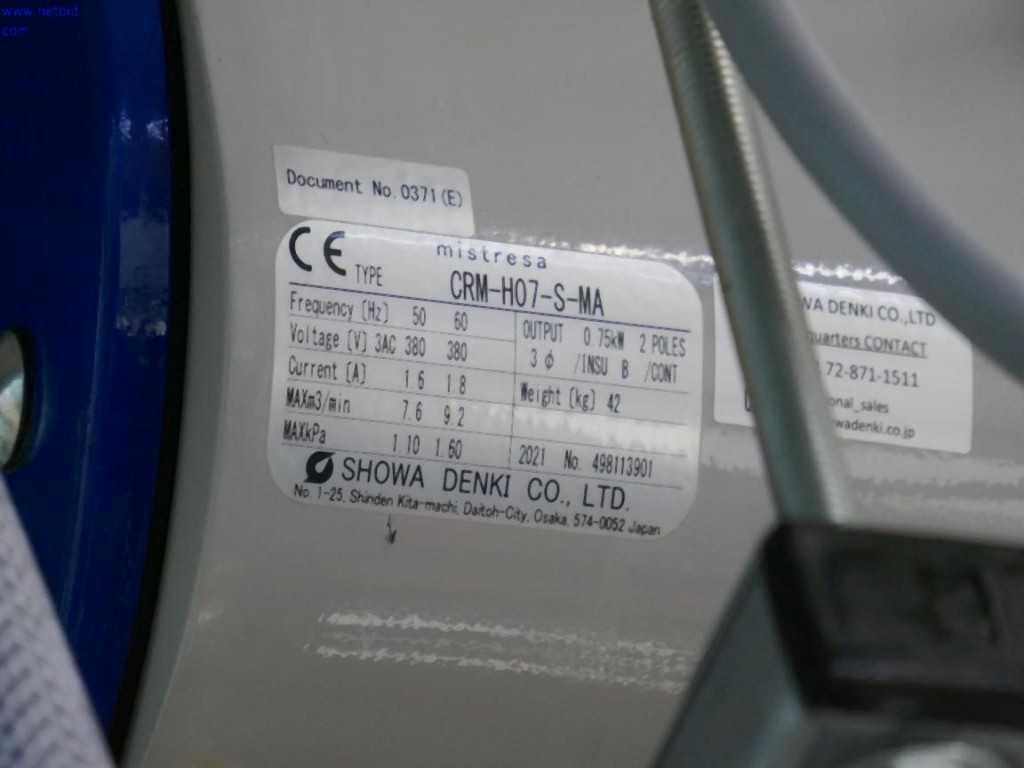 www.netbid.
com
Document No. 0371 (E)
CE
mistresa
TYPE CRM-H07-S-MA
Frequency (Hz) 50 60
Voltage (V) 3AC 380 380
Current (A) 1.6 1.8
MAXm3/min 7.6 9.2
MAXkPa 1.10 1.60
OUTPUT 0.75kW 2 POLES
3 ϕ /INSU B /CONT
Weight (kg) 42
2021 No. 498113901
SHOWA DENKI CO., LTD.
No. 1-25, Shinden Kita-machi, Daitoh-City, Osaka, 574-0052 Japan
WA DENKI CO.,LTD
quarters CONTACT
72-871-1511
onal_sales
wadenki.co.jp